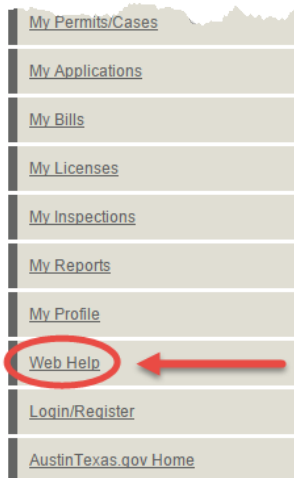 My Permits/Cases
My Applications
My Bills
My Licenses
My Inspections
My Reports
My Profile
Web Help
Login/Register
AustinTexas.gov Home